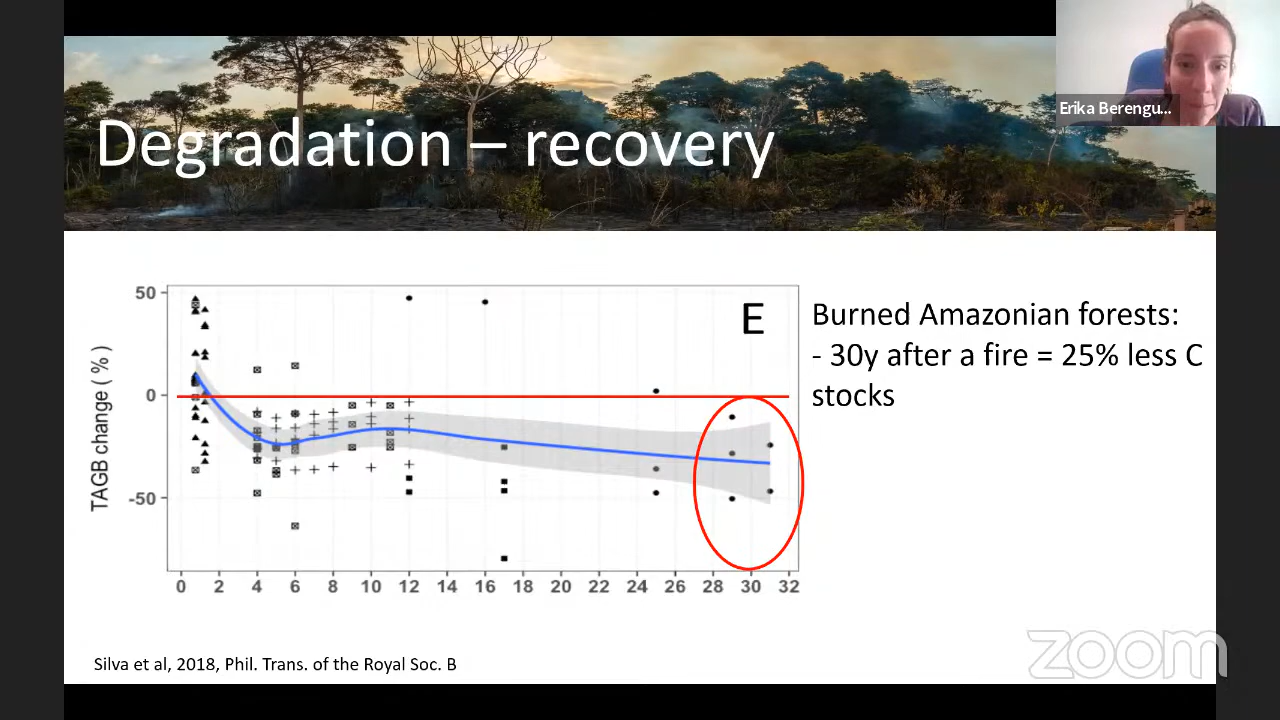 Erika Berengu...
Degradation – recovery
E
50
0
-50
TAGB change ( % )
0 2 4 6 8 10 12 14 16 18 20 22 24 26 28 30 32
Burned Amazonian forests:
- 30y after a fire = 25% less C
stocks
Silva et al, 2018, Phil. Trans. of the Royal Soc. B
zoom